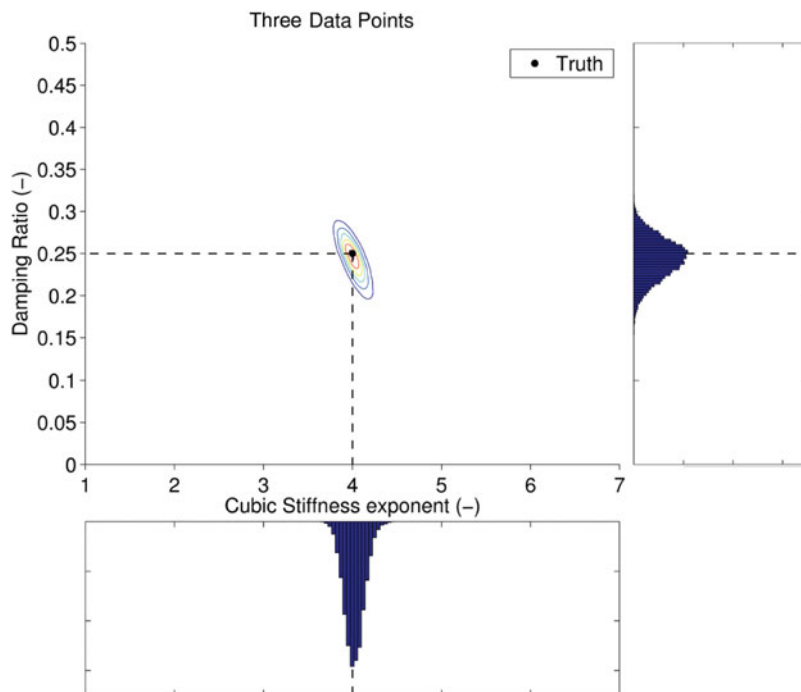 Three Data Points
Truth
Damping Ratio (−)
0.5
0.45
0.4
0.35
0.3
0.25
0.2
0.15
0.1
0.05
0
1 2 3 4 5 6 7
Cubic Stiffness exponent (−)